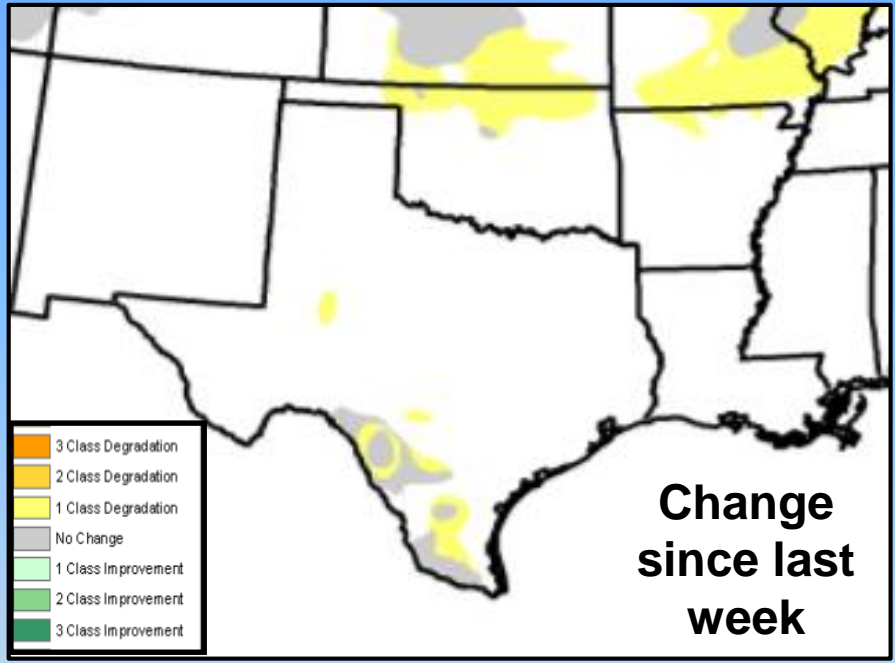 3 Class Degradation
2 Class Degradation
1 Class Degradation
No Change
1 Class Improvement
2 Class Improvement
3 Class Improvement
Change
since last
week